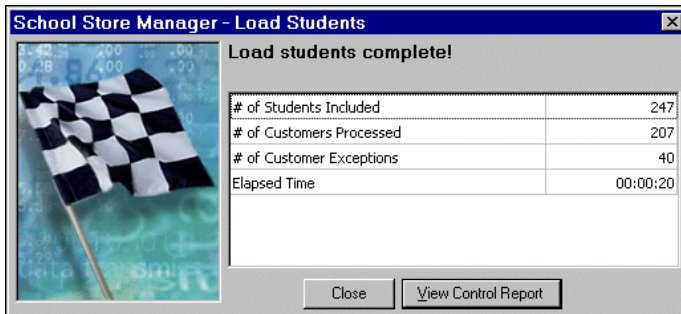 School Store Manager - Load Students
Load students complete!
# of Students Included 247
# of Customers Processed 207
# of Customer Exceptions 40
Elapsed Time 00:00:20
Close View Control Report